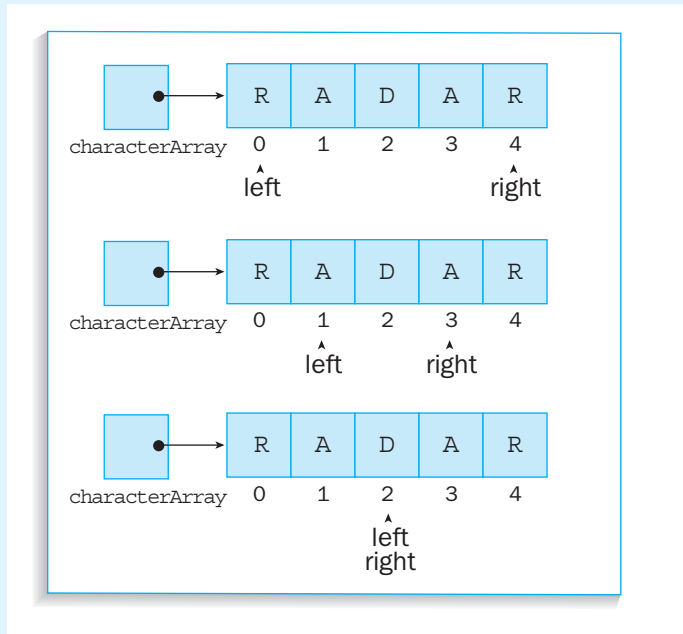 R A D A R
characterArray 0 1 2 3 4
left right
R A D A R
characterArray 0 1 2 3 4
left right
R A D A R
characterArray 0 1 2 3 4
left
right